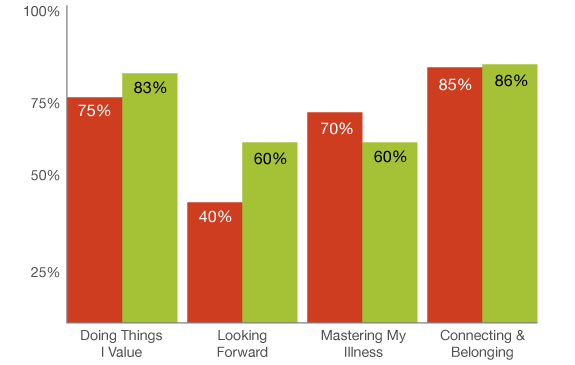 100%
75%
50%
25%
75%
83%
40%
60%
70%
60%
85%
86%
Doing Things
I Value
Looking
Forward
Mastering My
Illness
Connecting &
Belonging